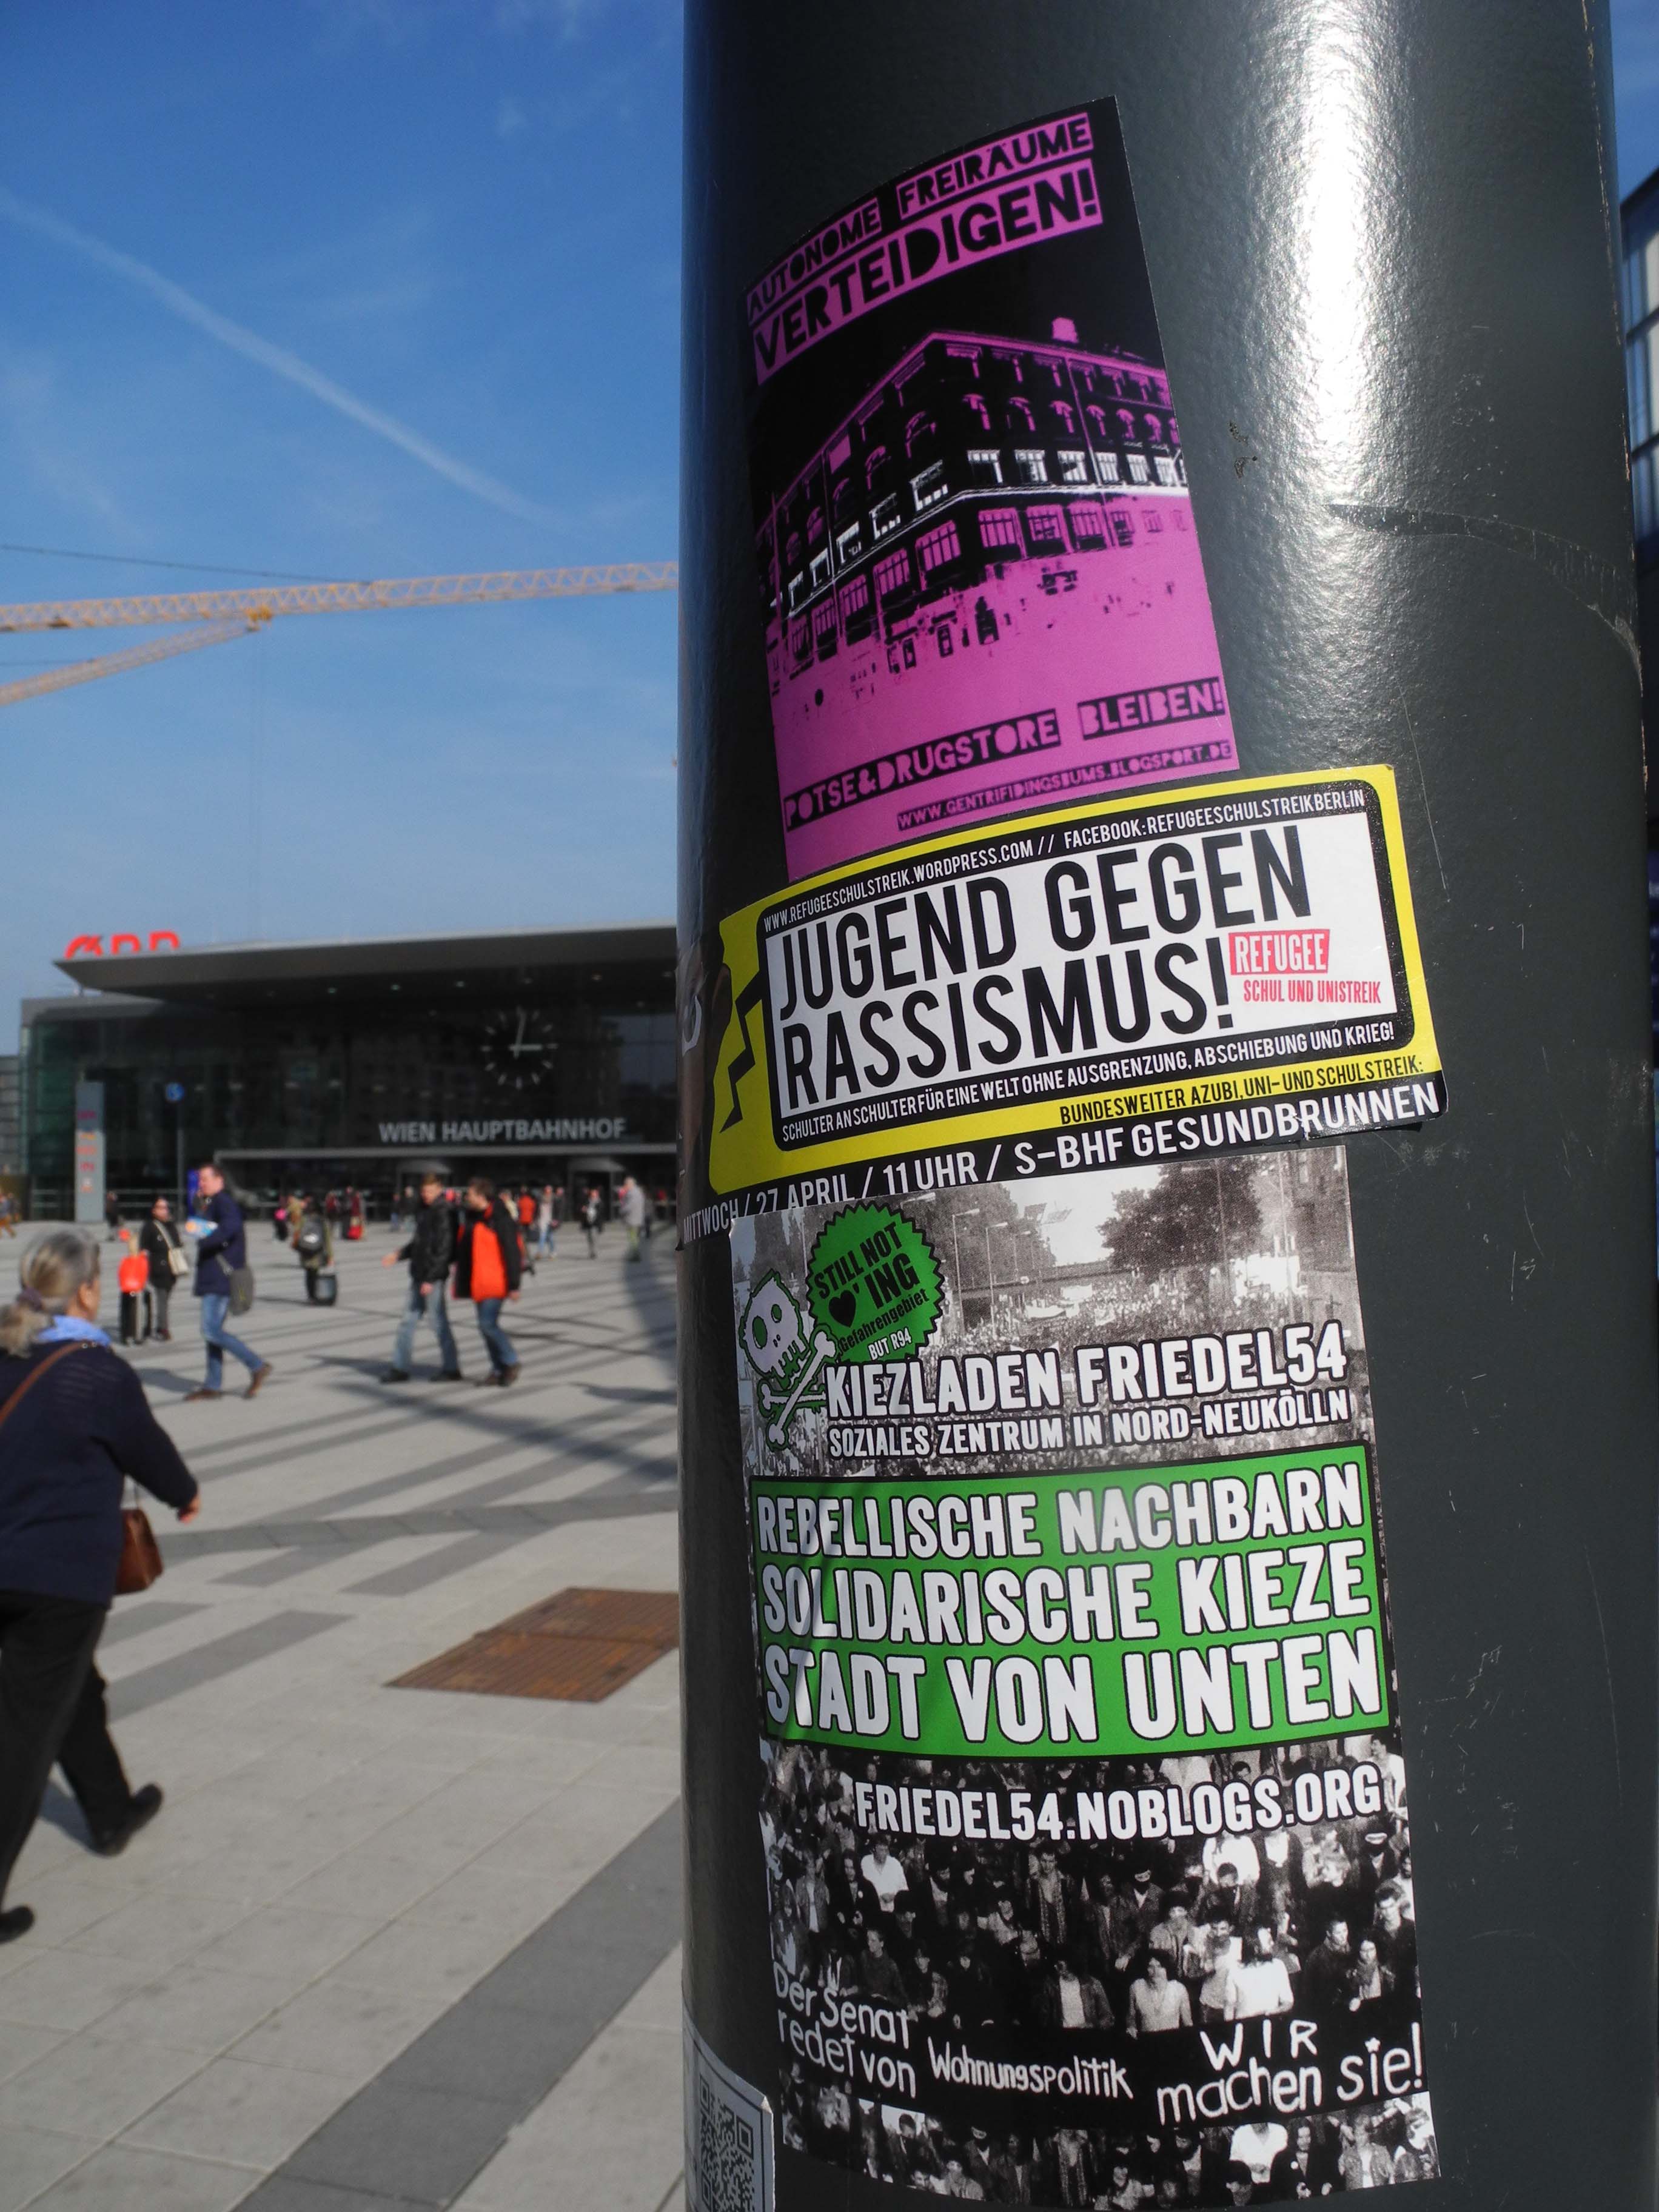 AUTONOME FREIRÄUME
VERTEIDIGEN!
POTSE&DRUGSTORE BLEIBEN!
WWW.GENTRIFIDINGSBUMS.BLOGSPORT.DE
WWW.REFUGEESCHULSTREIK.WORDPRESS.COM // FACEBOOK:REFUGEESCHULSTREIKBERLIN
JUGEND GEGEN
RASSISMUS!
REFUGEE
SCHUL UND UNISTREIK
SCHULTER AN SCHULTER FÜR EINE WELT OHNE AUSGRENZUNG, ABSCHIEBUNG UND KRIEG!
BUNDESWEITER AZUBI, UNI- UND SCHULSTREIK:
MITTWOCH / 27 APRIL / 11 UHR / S-BHF GESUNDBRUNNEN
STILL NOT
♥'ING
Gefahrengebiet
BUT R94
KIEZLADEN FRIEDEL54
SOZIALES ZENTRUM IN NORD-NEUKÖLLN
REBELLISCHE NACHBARN
SOLIDARISCHE KIEZE
STADT VON UNTEN
FRIEDEL54.NOBLOGS.ORG
Der Senat
redet von Wohnungspolitik
WIR
machen sie!
ÖBB
WIEN HAUPTBAHNHOF